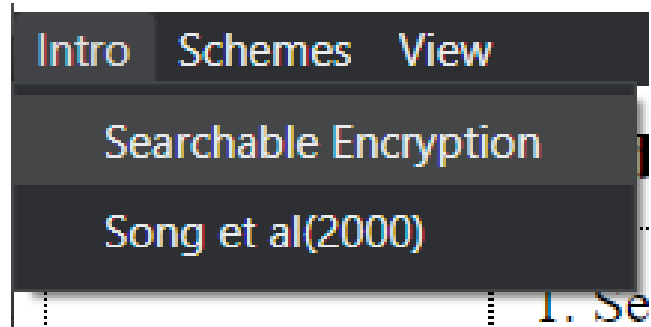 Intro Schemes View
Searchable Encryption
Song et al(2000)
1. Se